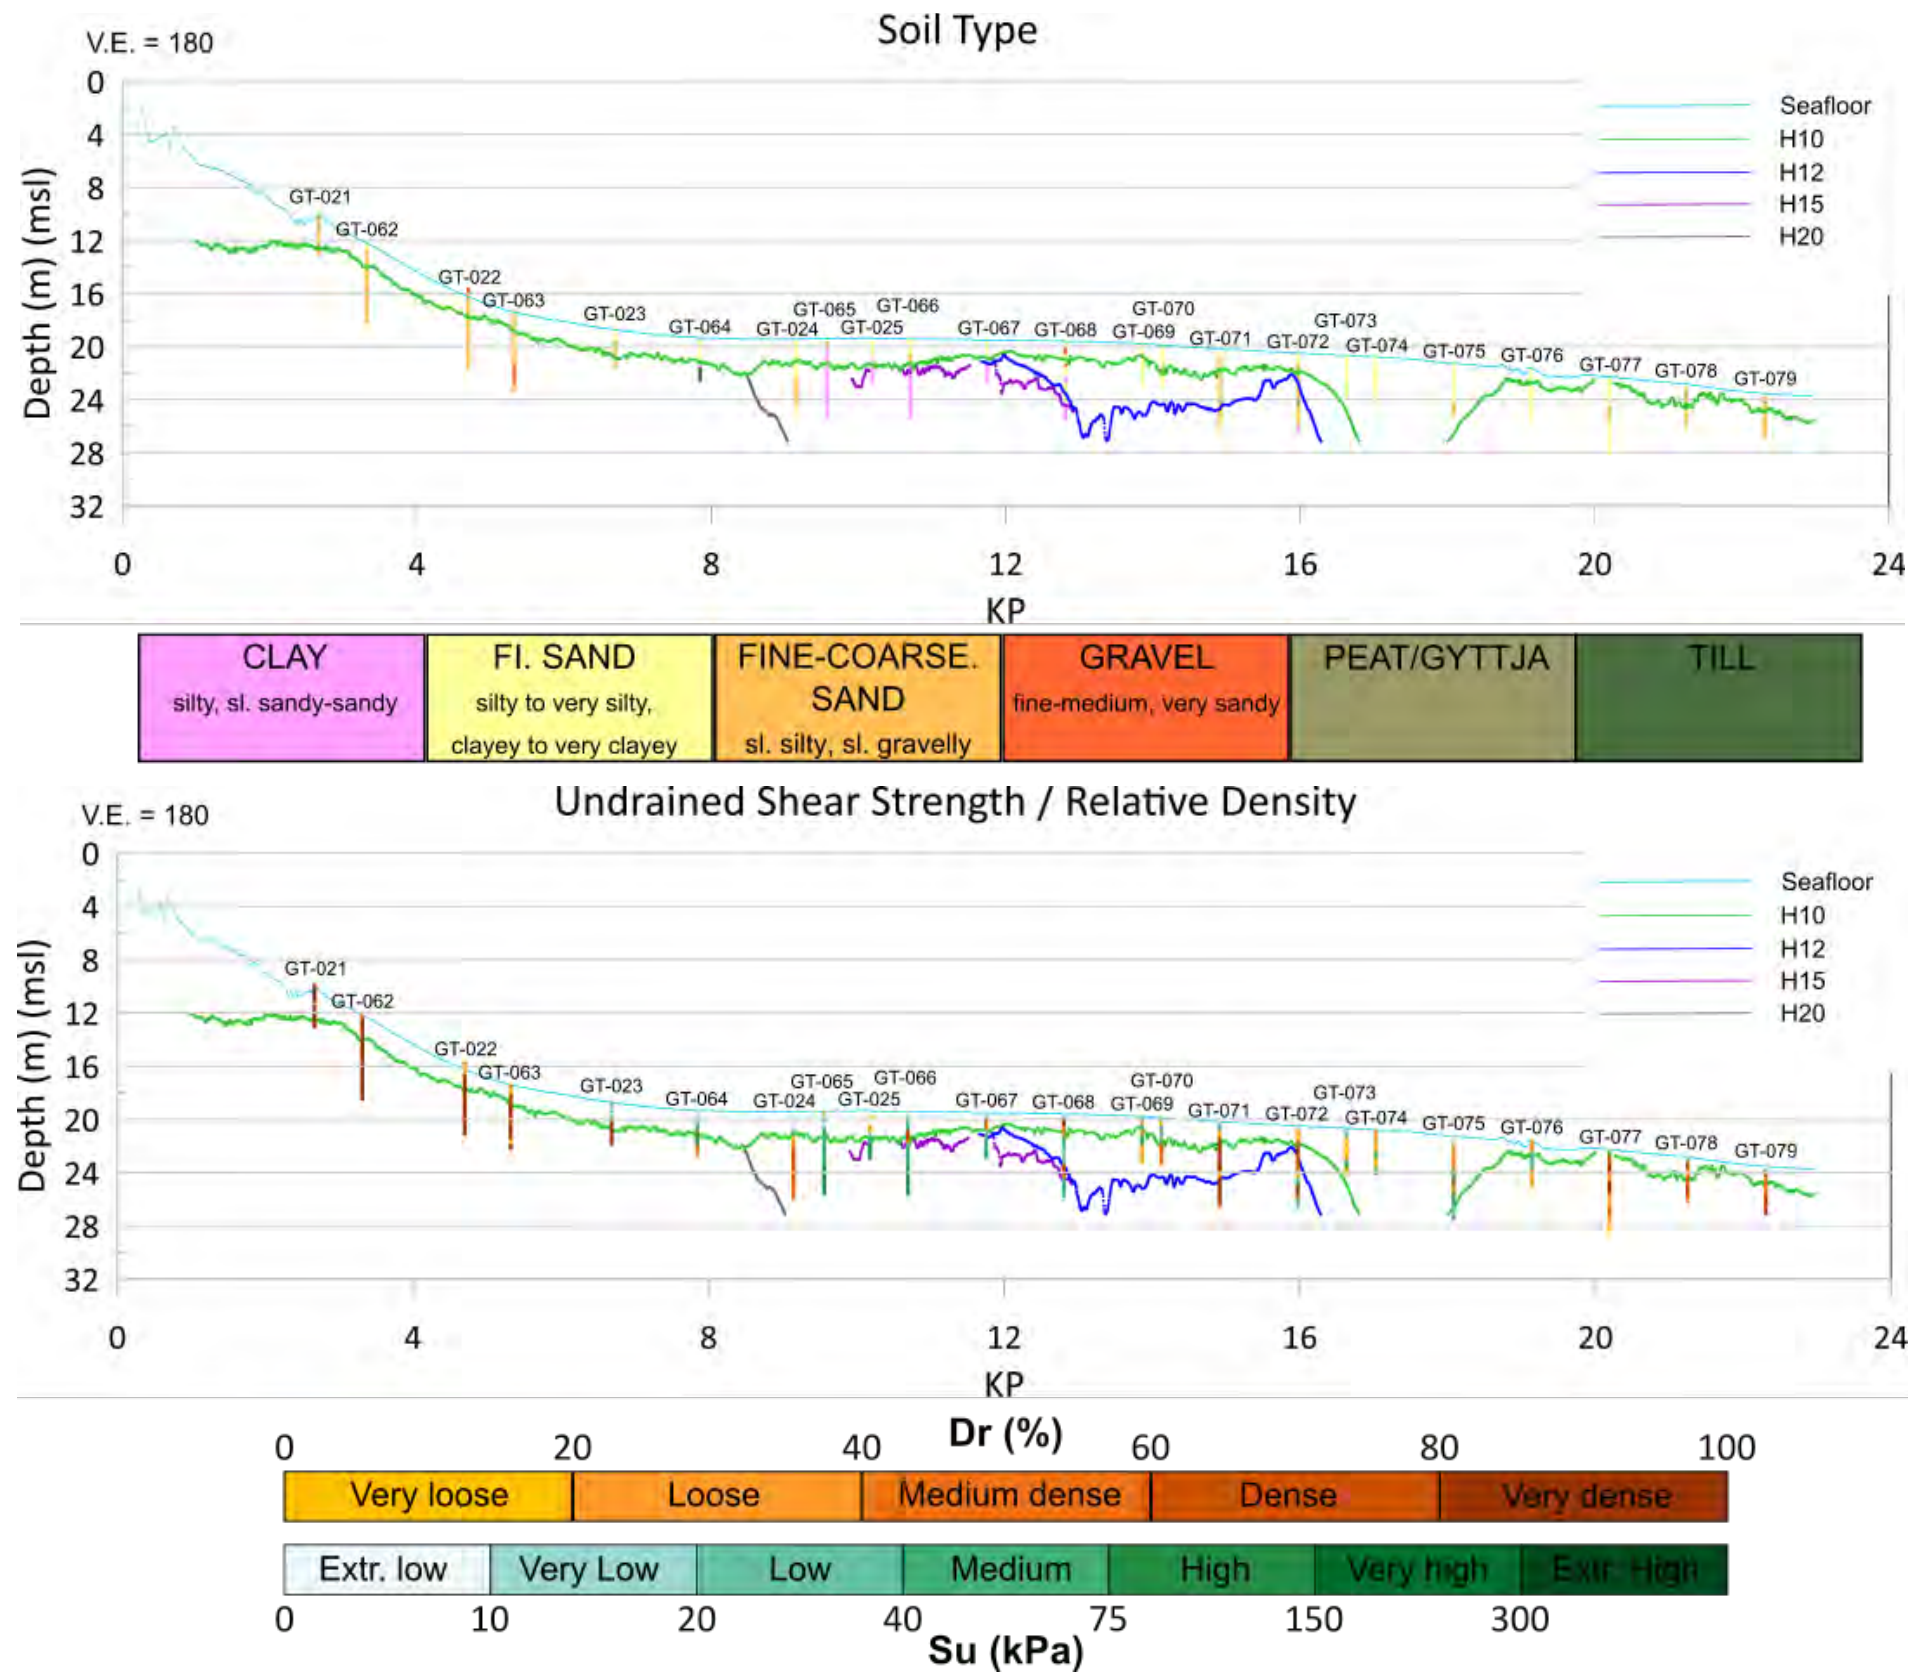 Soil Type
V.E. = 180
0
4
8
12
16
20
24
28
32
Depth (m) (msl)
Seafloor
H10
H12
H15
H20
GT-021
GT-062
GT-022
GT-063
GT-023
GT-064
GT-024
GT-065
GT-025
GT-066
GT-067
GT-068
GT-069
GT-070
GT-071
GT-072
GT-073
GT-074
GT-075
GT-076
GT-077
GT-078
GT-079
0 4 8 12 16 20 24
KP
CLAY
silty, sl. sandy-sandy
FI. SAND
silty to very silty,
clayey to very clayey
FINE-COARSE.
SAND
sl. silty, sl. gravelly
GRAVEL
fine-medium, very sandy
PEAT/GYTTJA
TILL
Undrained Shear Strength / Relative Density
V.E. = 180
0
4
8
12
16
20
24
28
32
Depth (m) (msl)
Seafloor
H10
H12
H15
H20
GT-021
GT-062
GT-022
GT-063
GT-023
GT-064
GT-024
GT-065
GT-025
GT-066
GT-067
GT-068
GT-069
GT-070
GT-071
GT-072
GT-073
GT-074
GT-075
GT-076
GT-077
GT-078
GT-079
0 4 8 12 16 20 24
KP
Dr (%)
0 20 40 60 80 100
Very loose Loose Medium dense Dense Very dense
Extr. low Very Low Low Medium High Very high Extr. High
0 10 20 40 75 150 300
Su (kPa)